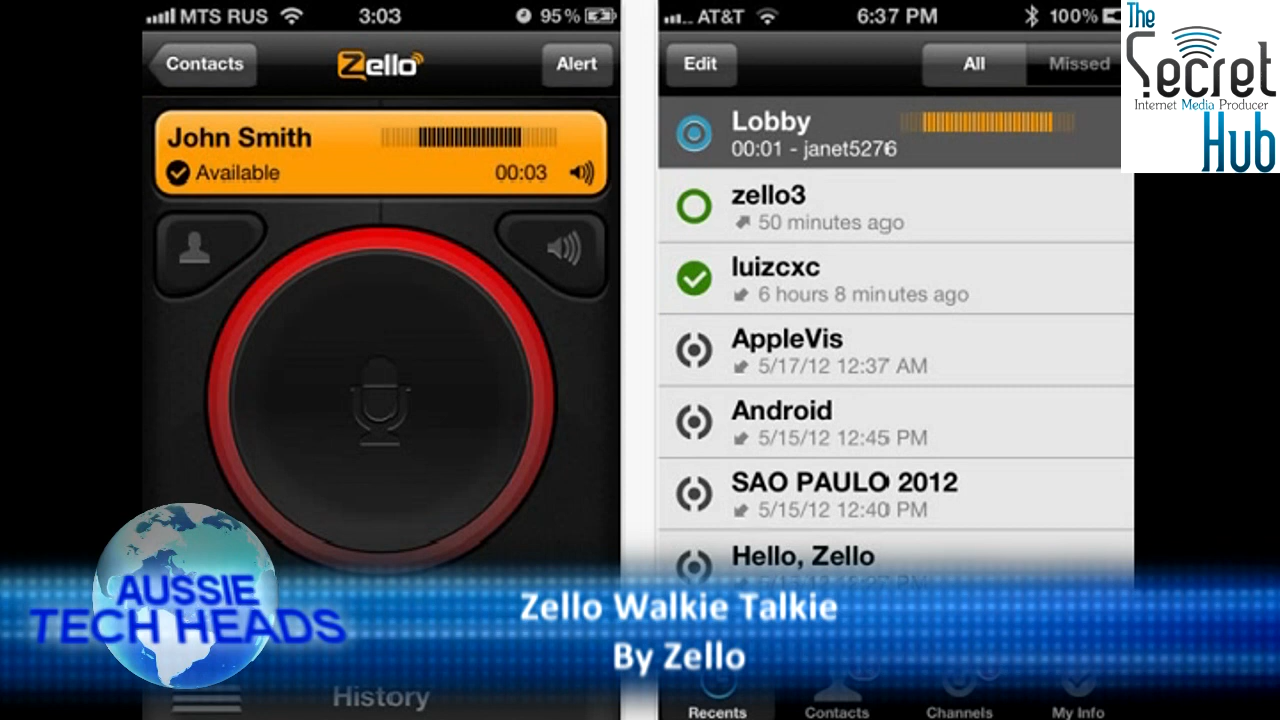 MTS RUS 3:03 95%
Contacts Zello Alert
John Smith
Available 00:03
History
AT&T 6:37 PM 100%
Edit All Missed
Lobby
00:01 - janet5276
zello3
50 minutes ago
luizcxc
6 hours 8 minutes ago
AppleVis
5/17/12 12:37 AM
Android
5/15/12 12:45 PM
SAO PAULO 2012
5/15/12 12:40 PM
Hello, Zello
Recents Contacts Channels My Info
The
Secret
Internet Media Producer
Hub
AUSSIE
TECH HEADS
Zello Walkie Talkie
By Zello